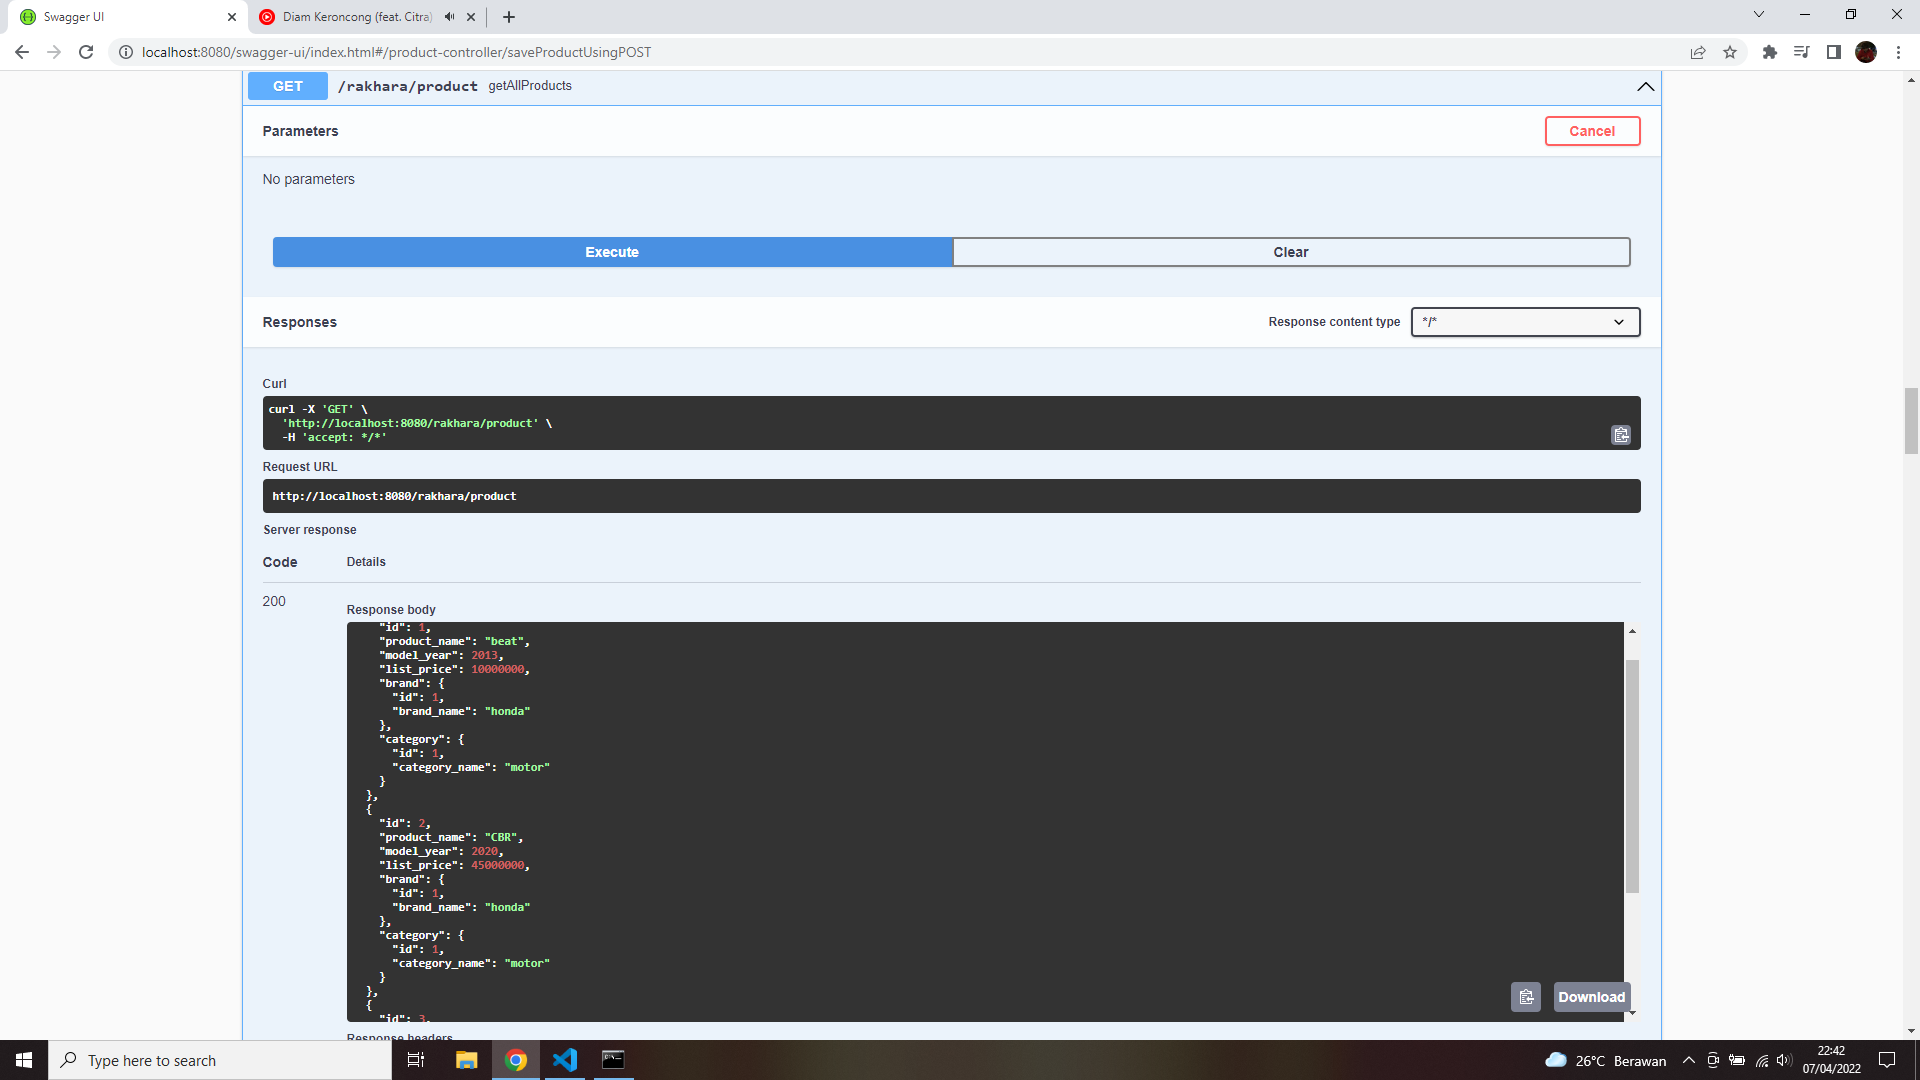 Swagger UI
Diam Keroncong (feat. Citra)
localhost:8080/swagger-ui/index.html#/product-controller/saveProductUsingPOST
GET /rakhara/product getAllProducts
Parameters
Cancel
No parameters
Execute
Clear
Responses
Response content type
*/*
Curl
curl -X 'GET' \
'http://localhost:8080/rakhara/product' \
-H 'accept: */*'
Request URL
http://localhost:8080/rakhara/product
Server response
Code Details
200
Response body
"id": 1,
"product_name": "beat",
"model_year": 2013,
"list_price": 10000000,
"brand": {
"id": 1,
"brand_name": "honda"
},
"category": {
"id": 1,
"category_name": "motor"
}
},
{
"id": 2,
"product_name": "CBR",
"model_year": 2020,
"list_price": 45000000,
"brand": {
"id": 1,
"brand_name": "honda"
},
"category": {
"id": 1,
"category_name": "motor"
}
},
{
"id": 3,
Download
Response headers
Type here to search
26°C Berawan
22:42
07/04/2022